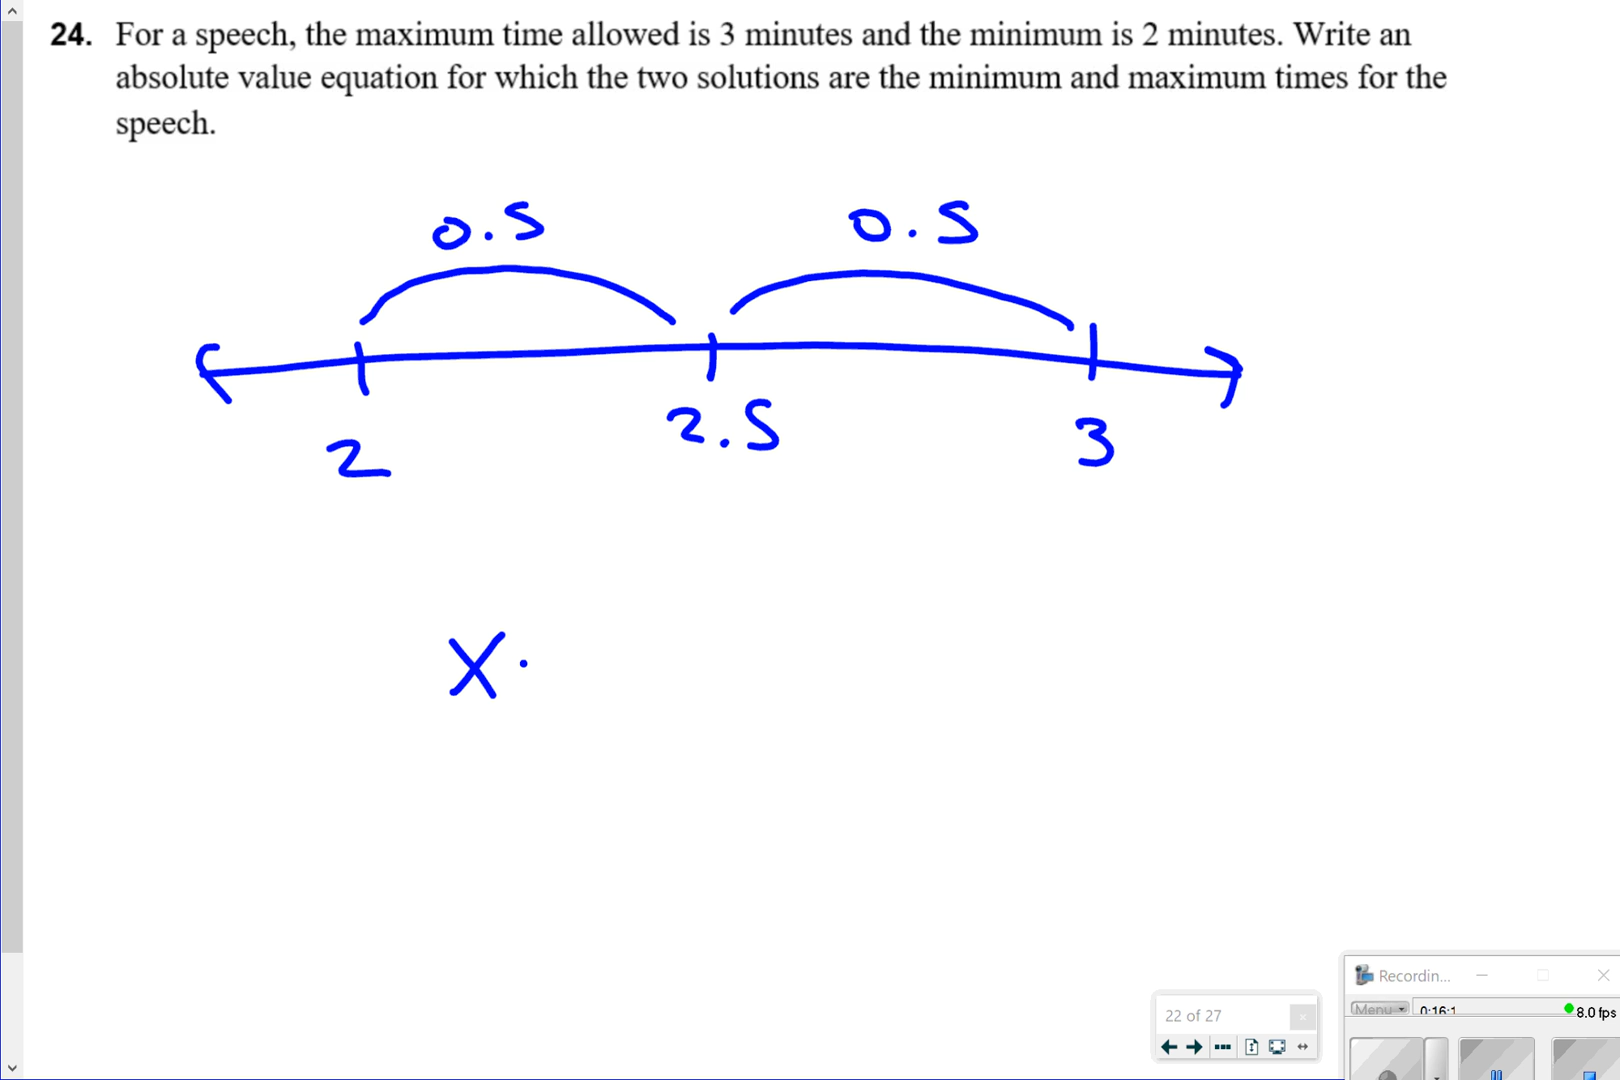 24. For a speech, the maximum time allowed is 3 minutes and the minimum is 2 minutes. Write an
absolute value equation for which the two solutions are the minimum and maximum times for the
speech.
0.5 0.5
2 2.5 3
X
Recordin...
Menu 0:16:1 8.0 fps
22 of 27